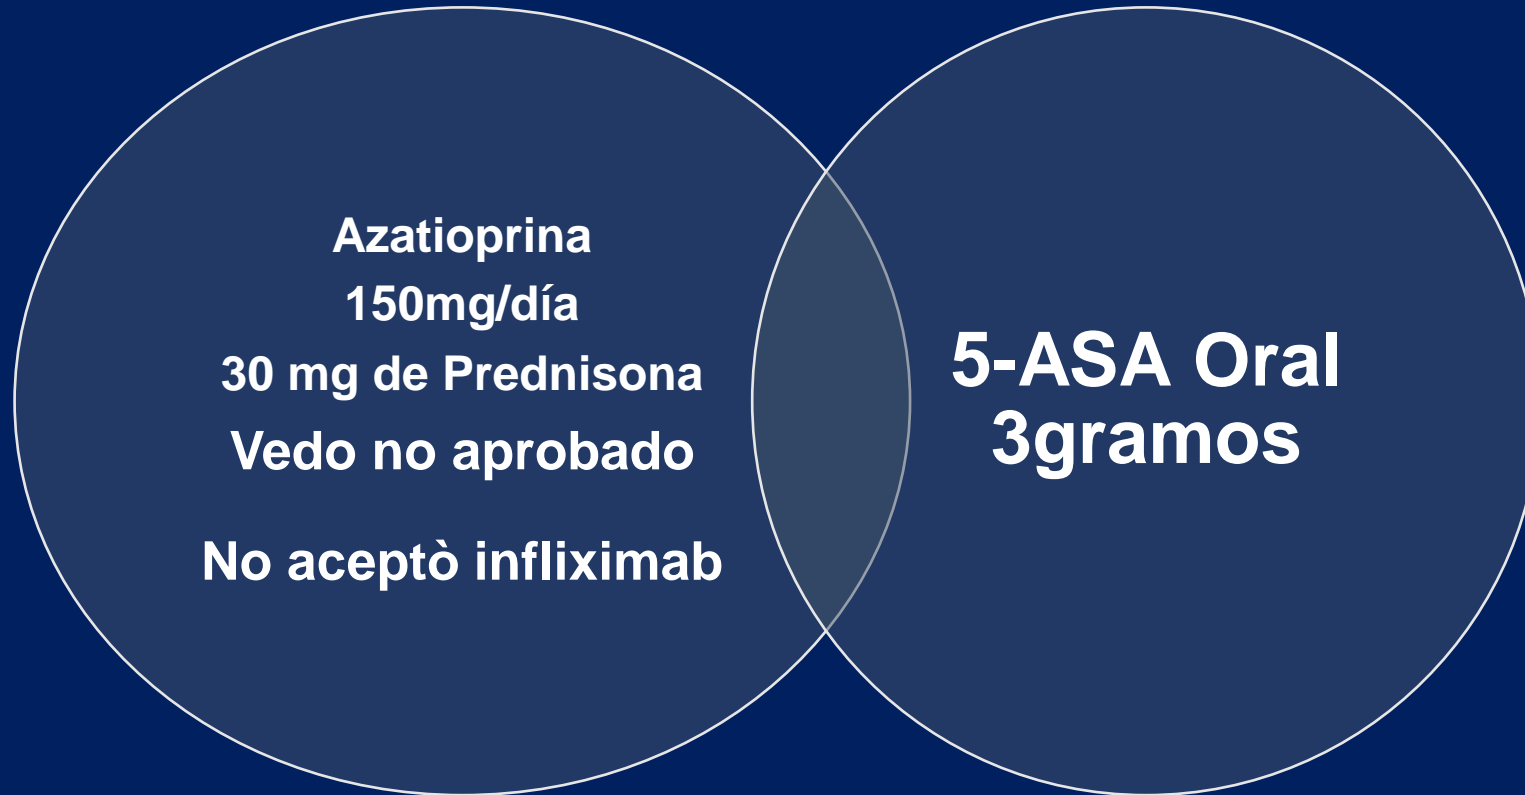 Azatioprina
150mg/día
30 mg de Prednisona
Vedo no aprobado
No aceptò infliximab
5-ASA Oral
3gramos